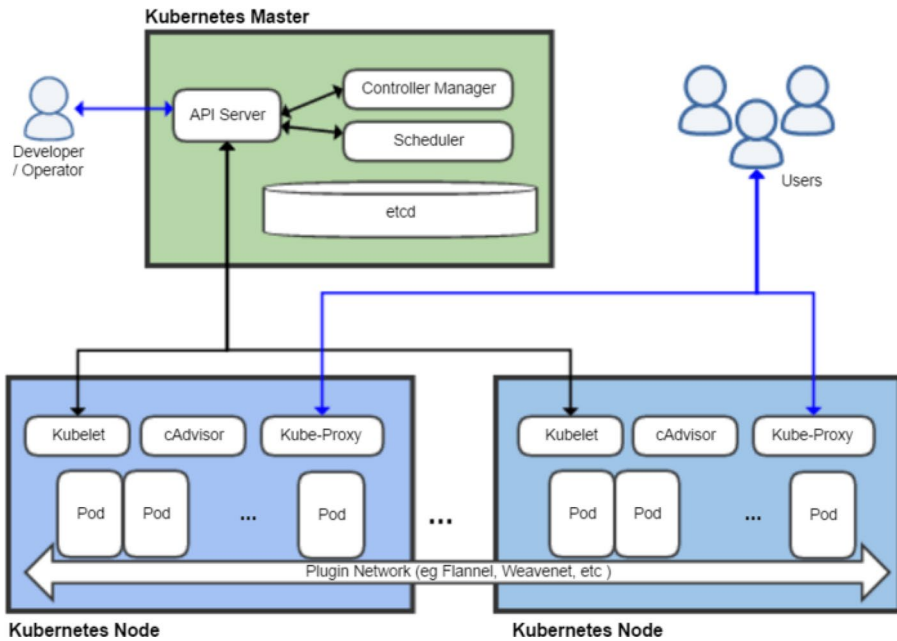 Kubernetes Master
API Server
Controller Manager
Scheduler
etcd
Developer
/ Operator
Users
Kubelet
cAdvisor
Kube-Proxy
Pod
Pod
...
Pod
...
Kubelet
cAdvisor
Kube-Proxy
Pod
Pod
...
Pod
Plugin Network (eg Flannel, Weavenet, etc )
Kubernetes Node
Kubernetes Node